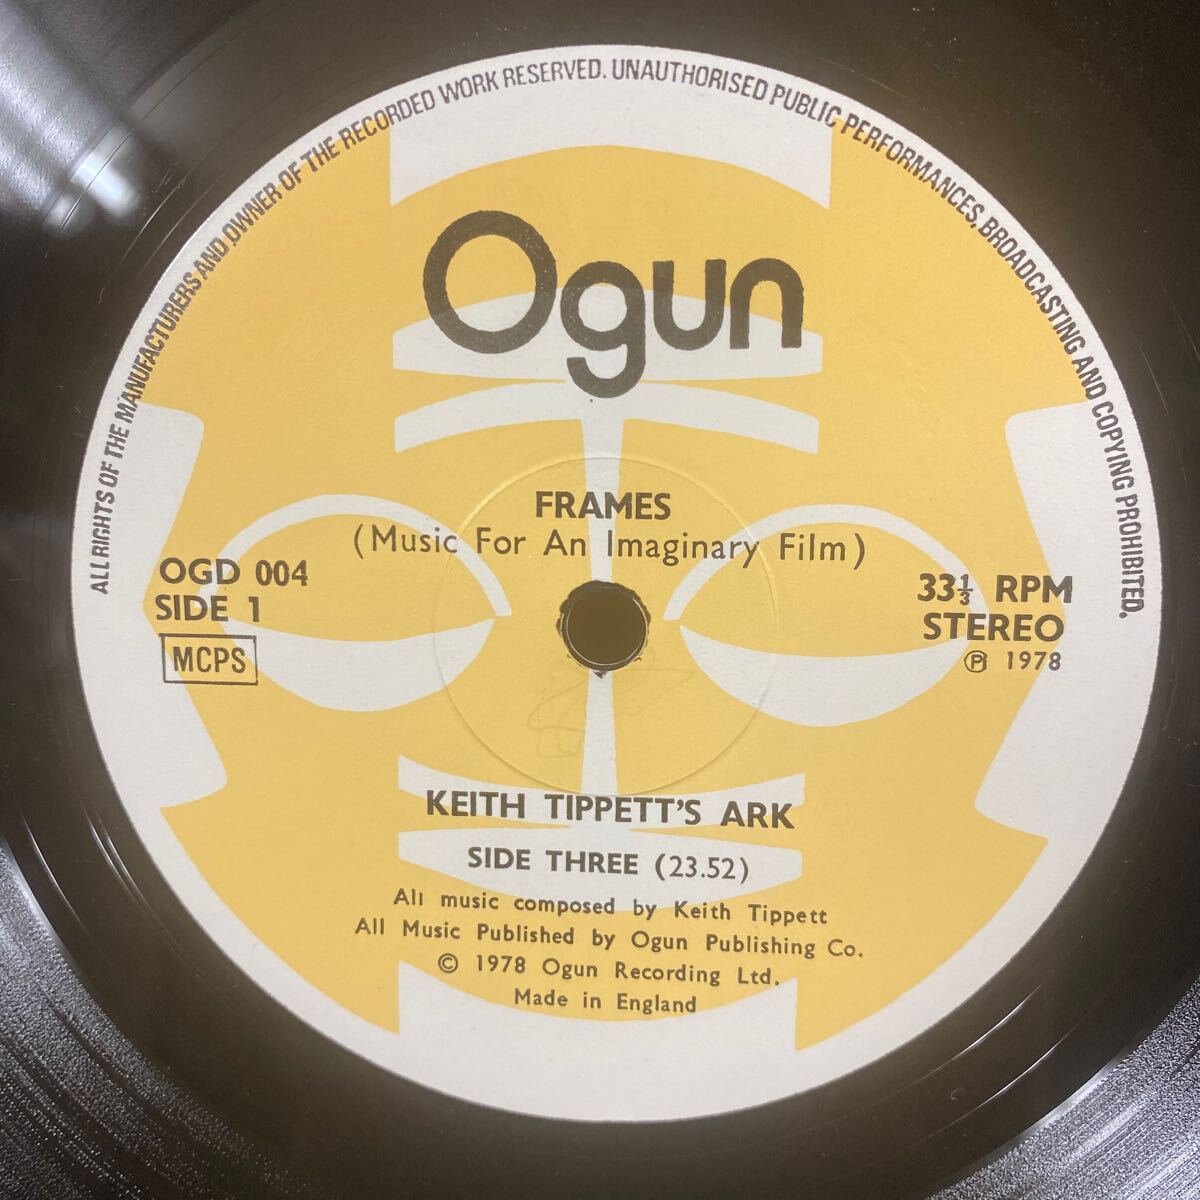 ALL RIGHTS OF THE MANUFACTURERS AND OWNER OF THE RECORDED WORK RESERVED. UNAUTHORISED PUBLIC PERFORMANCES, BROADCASTING AND COPYING PROHIBITED.
Ogun
FRAMES
(Music For An Imaginary Film)
OGD 004
SIDE 1
MCPS
33⅓ RPM
STEREO
℗ 1978
KEITH TIPPETT'S ARK
SIDE THREE (23.52)
All music composed by Keith Tippett
All Music Published by Ogun Publishing Co.
© 1978 Ogun Recording Ltd.
Made in England